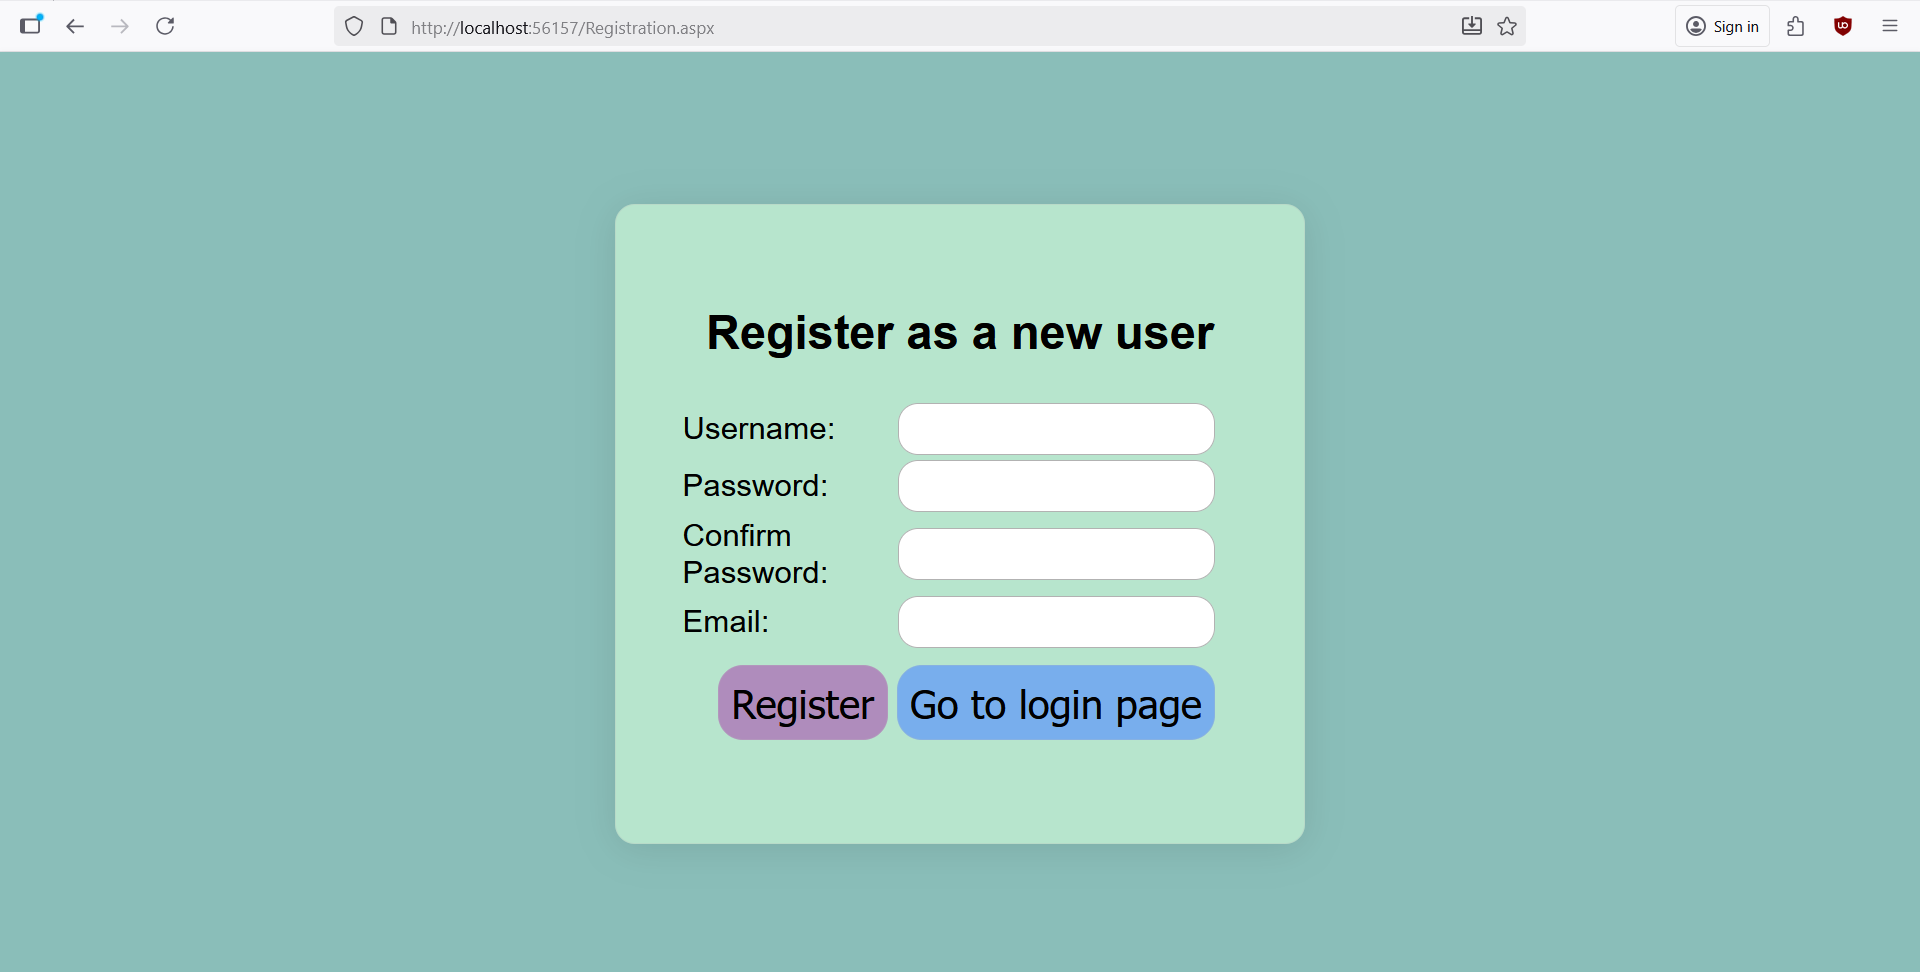 http://localhost:56157/Registration.aspx
Sign in
Register as a new user
Username:
Password:
Confirm
Password:
Email:
Register
Go to login page